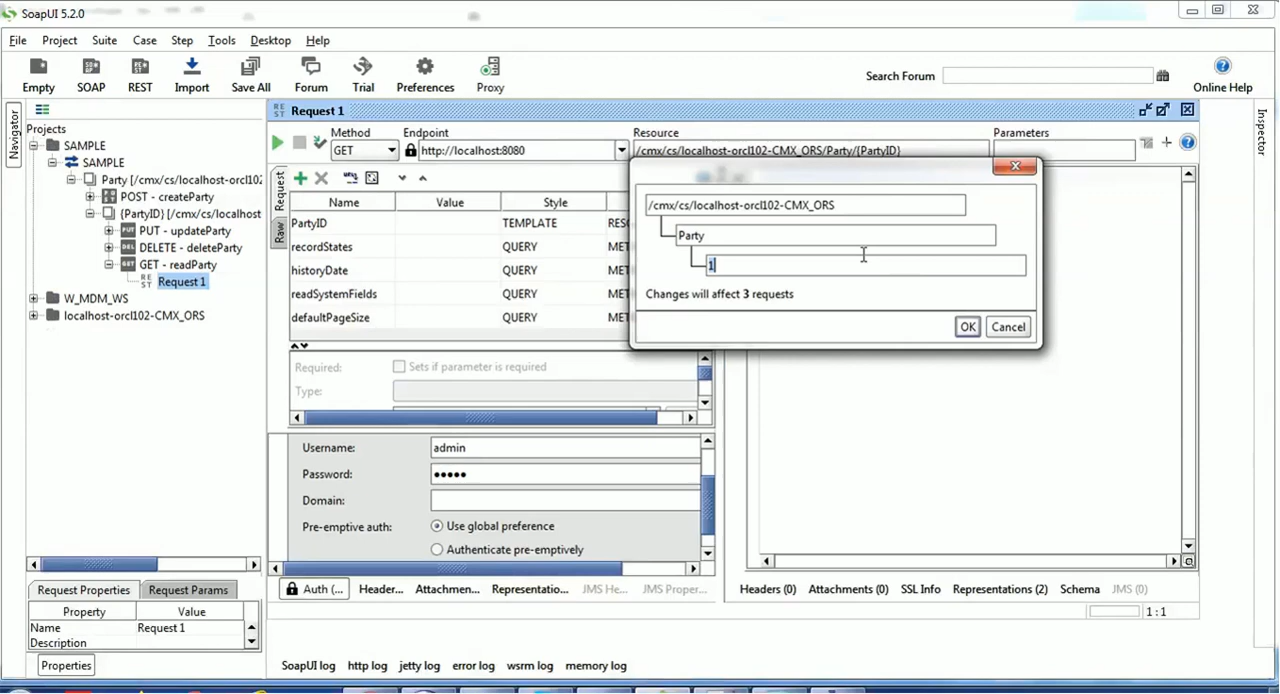 SoapUI 5.2.0
File Project Suite Case Step Tools Desktop Help
Empty SOAP REST Import Save All Forum Trial Preferences Proxy
Search Forum
Online Help
Navigator
Projects
SAMPLE
SAMPLE
Party [/cmx/cs/localhost-orcl102
POST - createParty
{PartyID} [/cmx/cs/localhost
PUT - updateParty
DELETE - deleteParty
GET - readParty
Request 1
W_MDM_WS
localhost-orcl102-CMX_ORS
Request Properties Request Params
Property Value
Name Request 1
Description
Properties
Request 1
Method Endpoint Resource Parameters
GET http://localhost:8080 /cmx/cs/localhost-orcl102-CMX_ORS/Party/{PartyID}
Request
Raw
Name Value Style
PartyID TEMPLATE RESO
recordStates QUERY MET
historyDate QUERY MET
readSystemFields QUERY MET
defaultPageSize QUERY MET
Required: Sets if parameter is required
Type:
Username: admin
Password: •••••
Domain:
Pre-emptive auth: Use global preference
Authenticate pre-emptively
Auth (... Header... Attachmen... Representatio... JMS He... JMS Proper...
/cmx/cs/localhost-orcl102-CMX_ORS
Party
1
Changes will affect 3 requests
OK Cancel
Headers (0) Attachments (0) SSL Info Representations (2) Schema JMS (0)
1:1
Inspector
SoapUI log http log jetty log error log wsrm log memory log